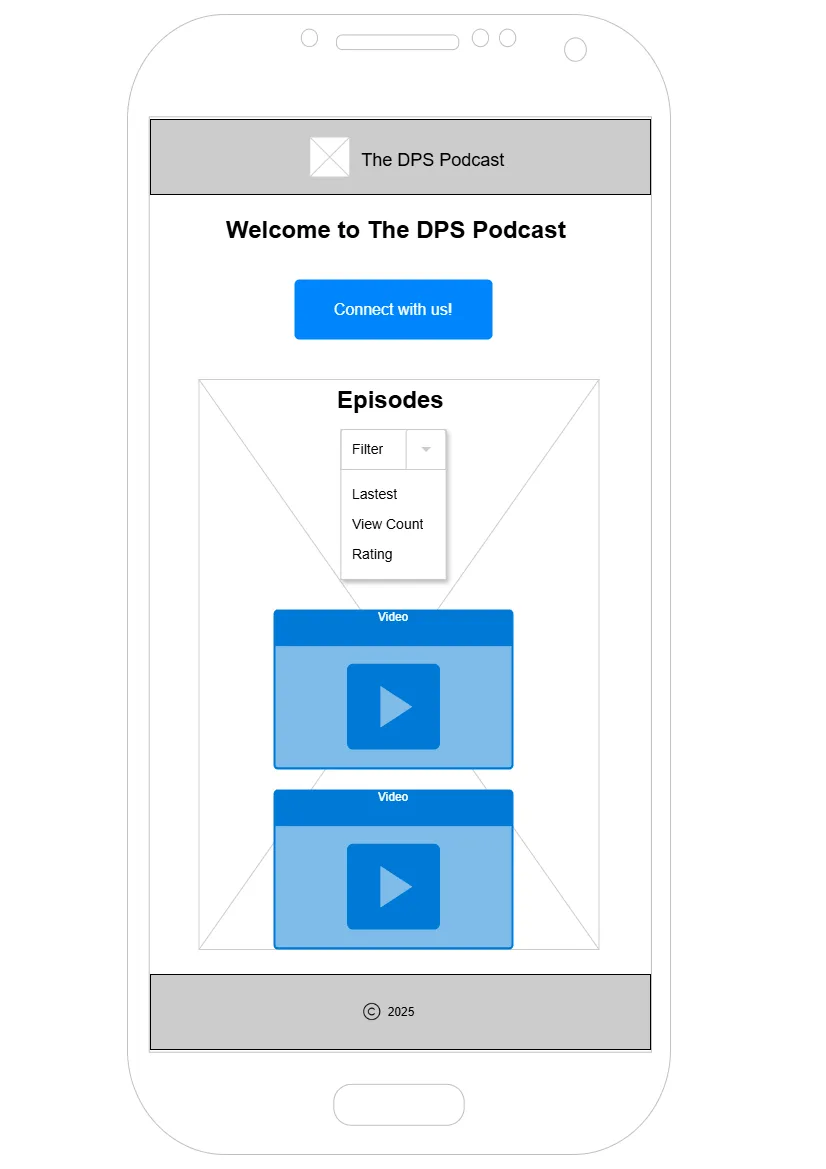 The DPS Podcast
Welcome to The DPS Podcast
Connect with us!
Episodes
Filter
Lastest
View Count
Rating
Video
Video
© 2025